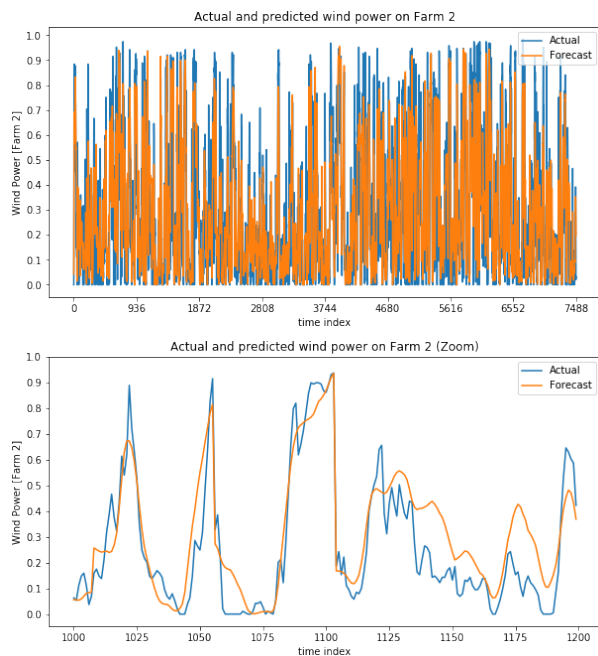 Actual and predicted wind power on Farm 2
1.0
0.9
0.8
0.7
0.6
0.5
0.4
0.3
0.2
0.1
0.0
Wind Power [Farm 2]
Actual
Forecast
0 936 1872 2808 3744 4680 5616 6552 7488
time index
Actual and predicted wind power on Farm 2 (Zoom)
1.0
0.9
0.8
0.7
0.6
0.5
0.4
0.3
0.2
0.1
0.0
Wind Power [Farm 2]
Actual
Forecast
1000 1025 1050 1075 1100 1125 1150 1175 1200
time index